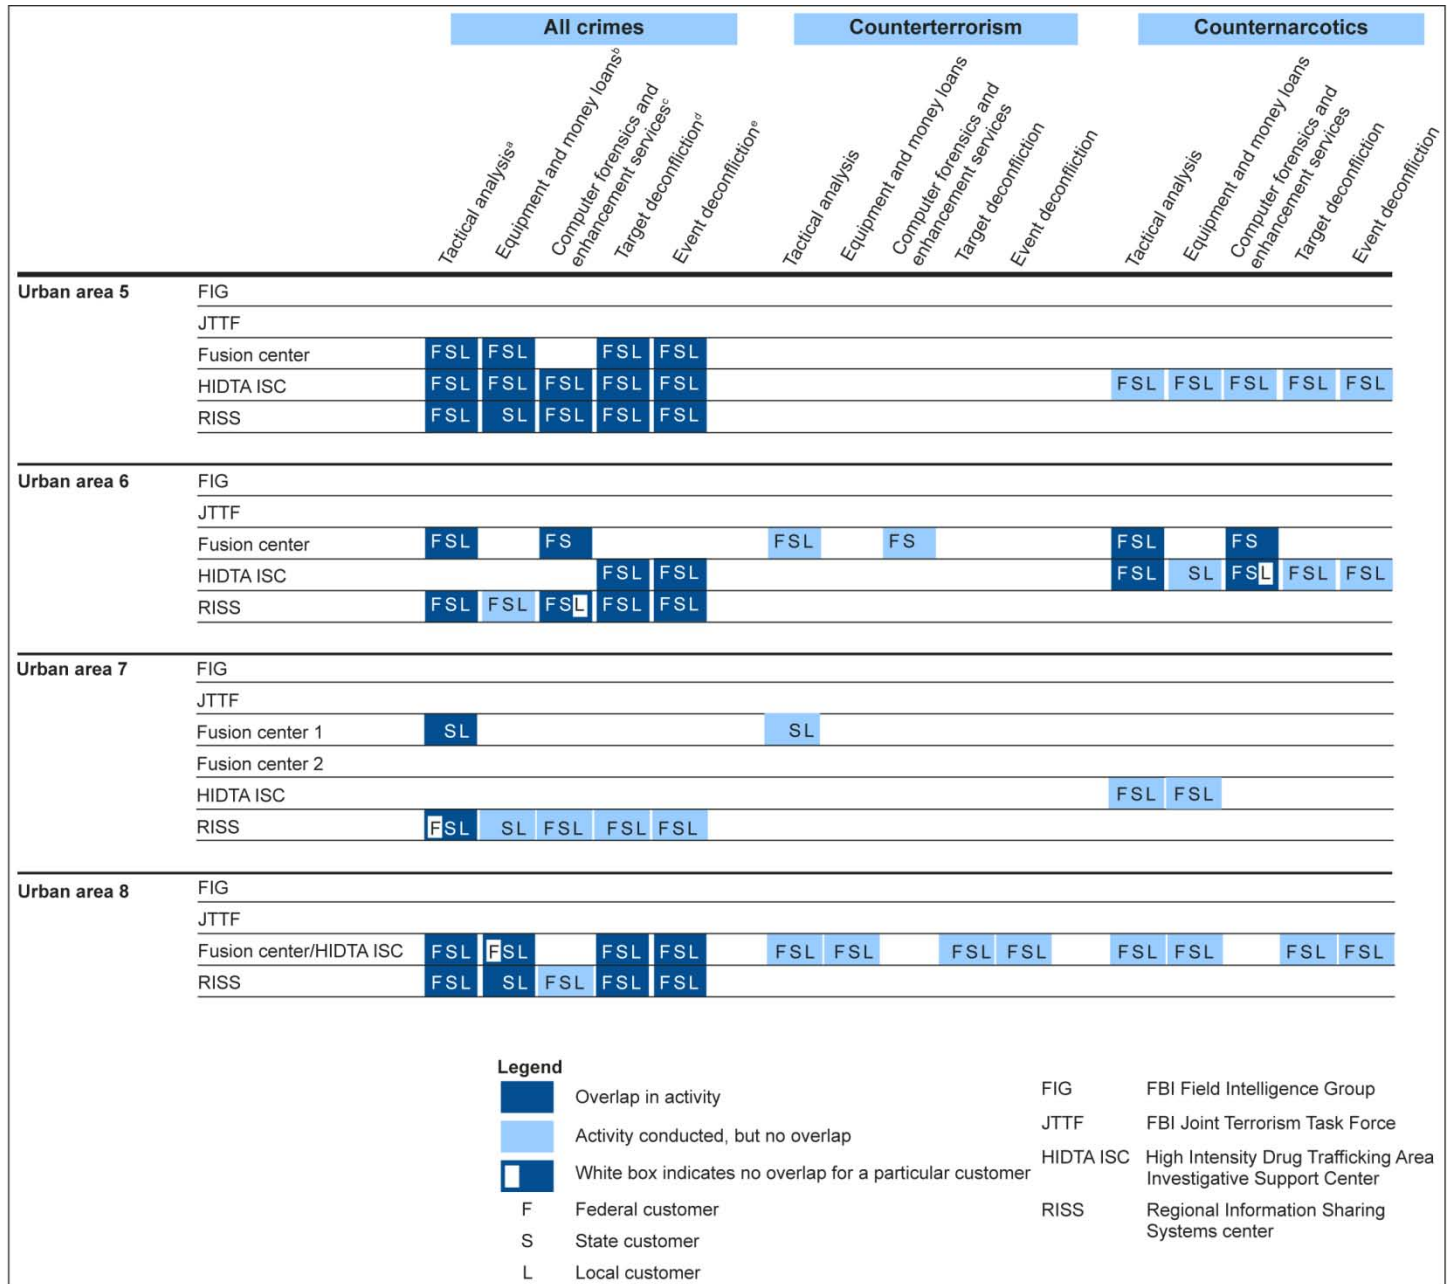 All crimes Counterterrorism Counternarcotics
Tactical analysisa
Equipment and money loansb
Computer forensics and
enhancement servicesc
Target deconflictiond
Event deconflictione
Tactical analysis
Equipment and money loans
Computer forensics and
enhancement services
Target deconfliction
Event deconfliction
Tactical analysis
Equipment and money loans
Computer forensics and
enhancement services
Target deconfliction
Event deconfliction
Urban area 5 FIG
JTTF
Fusion center FSL FSL FSL FSL
HIDTA ISC FSL FSL FSL FSL FSL FSL FSL FSL FSL FSL
RISS FSL SL FSL FSL FSL
Urban area 6 FIG
JTTF
Fusion center FSL FS FSL FS FSL FS
HIDTA ISC FSL FSL FSL SL FSL FSL FSL
RISS FSL FSL FSL FSL FSL
Urban area 7 FIG
JTTF
Fusion center 1 SL SL
Fusion center 2
HIDTA ISC FSL FSL
RISS FSL SL FSL FSL FSL
Urban area 8 FIG
JTTF
Fusion center/HIDTA ISC FSL FSL FSL FSL FSL FSL FSL FSL FSL FSL FSL FSL
RISS FSL SL FSL FSL FSL
Legend
Overlap in activity
Activity conducted, but no overlap
White box indicates no overlap for a particular customer
F Federal customer
S State customer
L Local customer
FIG FBI Field Intelligence Group
JTTF FBI Joint Terrorism Task Force
HIDTA ISC High Intensity Drug Trafficking Area
Investigative Support Center
RISS Regional Information Sharing
Systems center